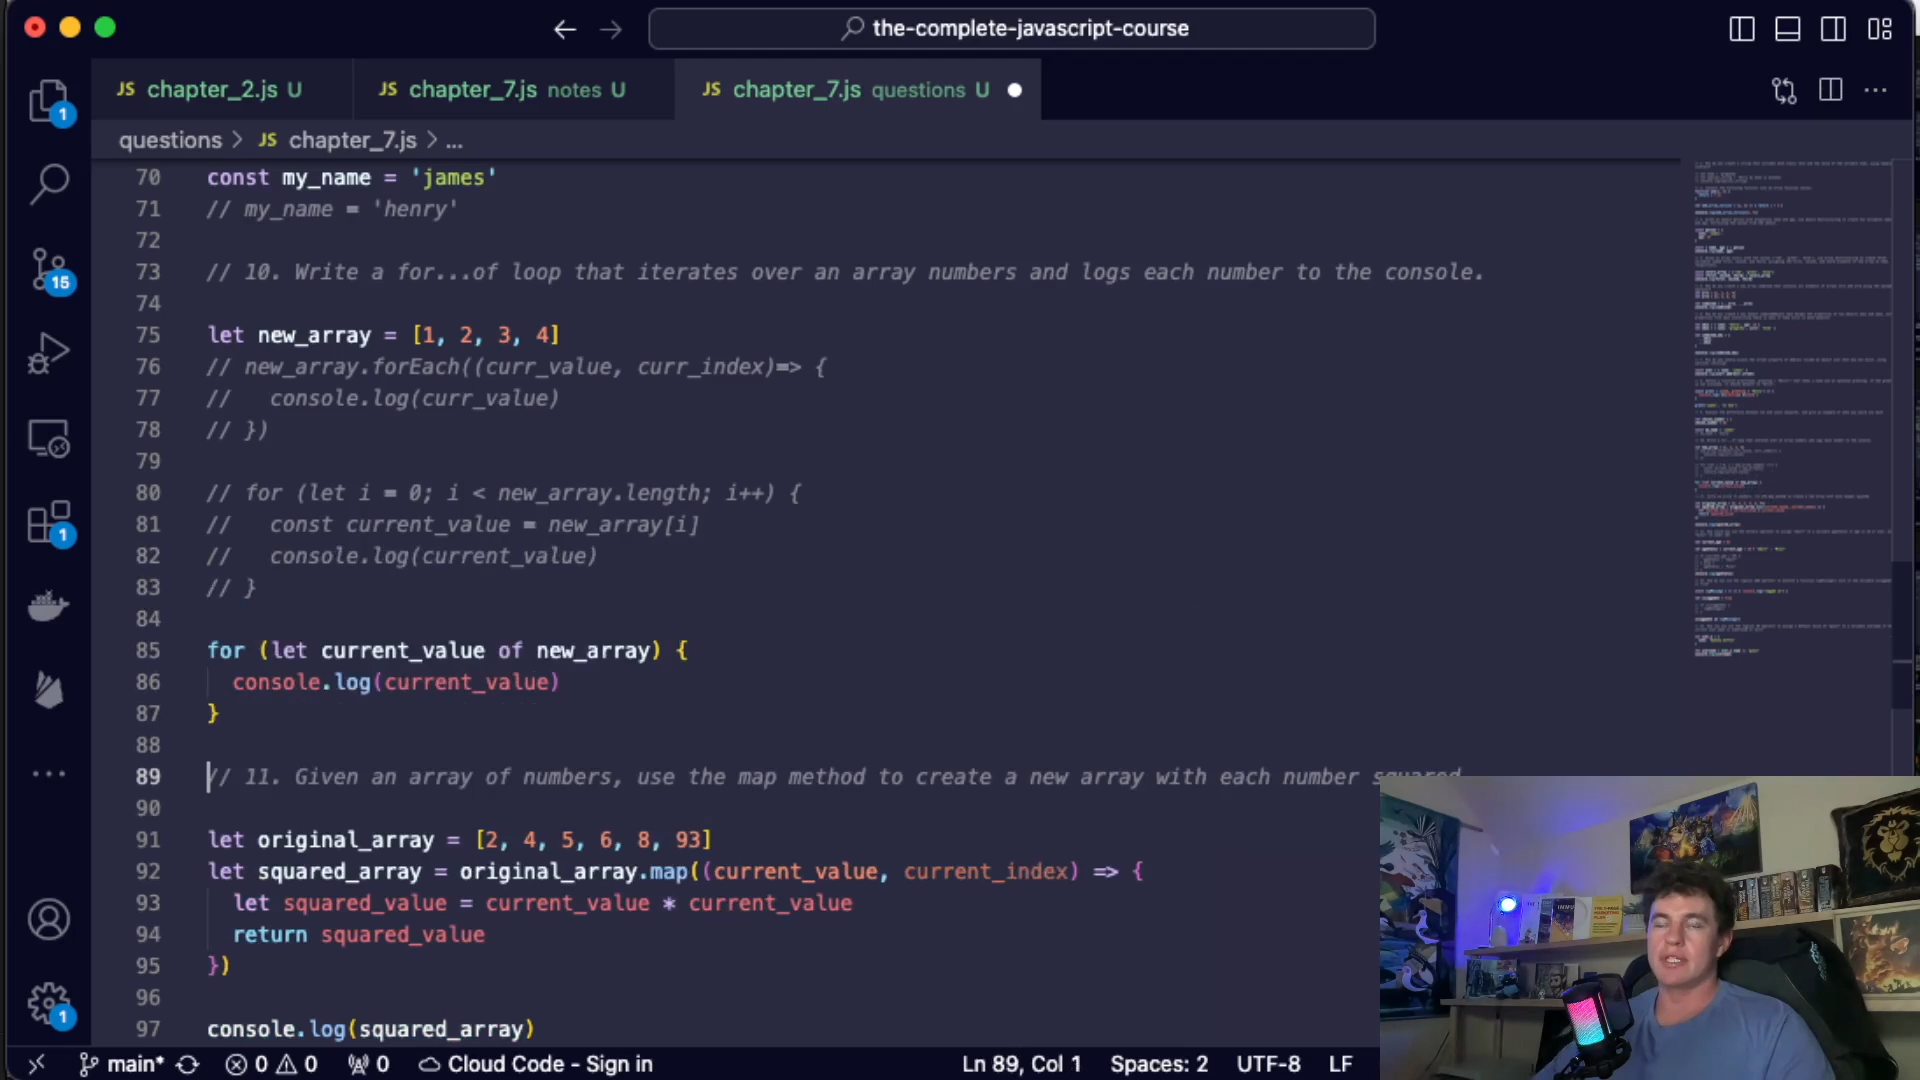 the-complete-javascript-course
JS chapter_2.js U
JS chapter_7.js notes U
JS chapter_7.js questions U
questions > JS chapter_7.js > ...
70 const my_name = 'james'
71 // my_name = 'henry'
72
73 // 10. Write a for...of loop that iterates over an array numbers and logs each number to the console.
74
75 let new_array = [1, 2, 3, 4]
76 // new_array.forEach((curr_value, curr_index)=> {
77 //   console.log(curr_value)
78 // })
79
80 // for (let i = 0; i < new_array.length; i++) {
81 //   const current_value = new_array[i]
82 //   console.log(current_value)
83 // }
84
85 for (let current_value of new_array) {
86   console.log(current_value)
87 }
88
89 // 11. Given an array of numbers, use the map method to create a new array with each number squared
90
91 let original_array = [2, 4, 5, 6, 8, 93]
92 let squared_array = original_array.map((current_value, current_index) => {
93   let squared_value = current_value * current_value
94   return squared_value
95 })
96
97 console.log(squared_array)
1
15
1
1
main* 0 0 0 Cloud Code - Sign in Ln 89, Col 1 Spaces: 2 UTF-8 LF